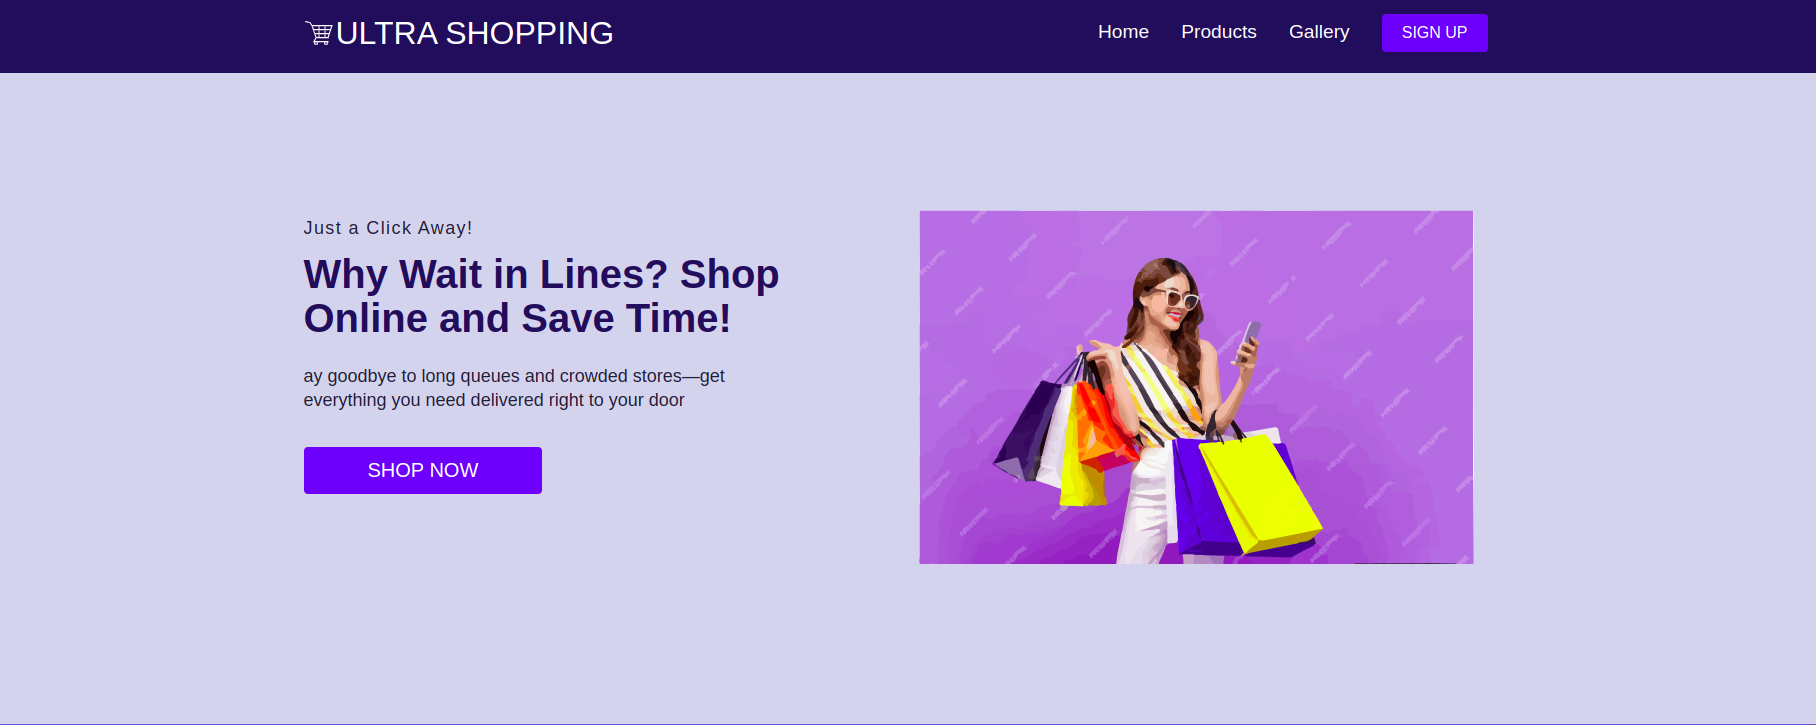 ULTRA SHOPPING
Home
Products
Gallery
SIGN UP
Just a Click Away!
Why Wait in Lines? Shop
Online and Save Time!
ay goodbye to long queues and crowded stores—get
everything you need delivered right to your door
SHOP NOW